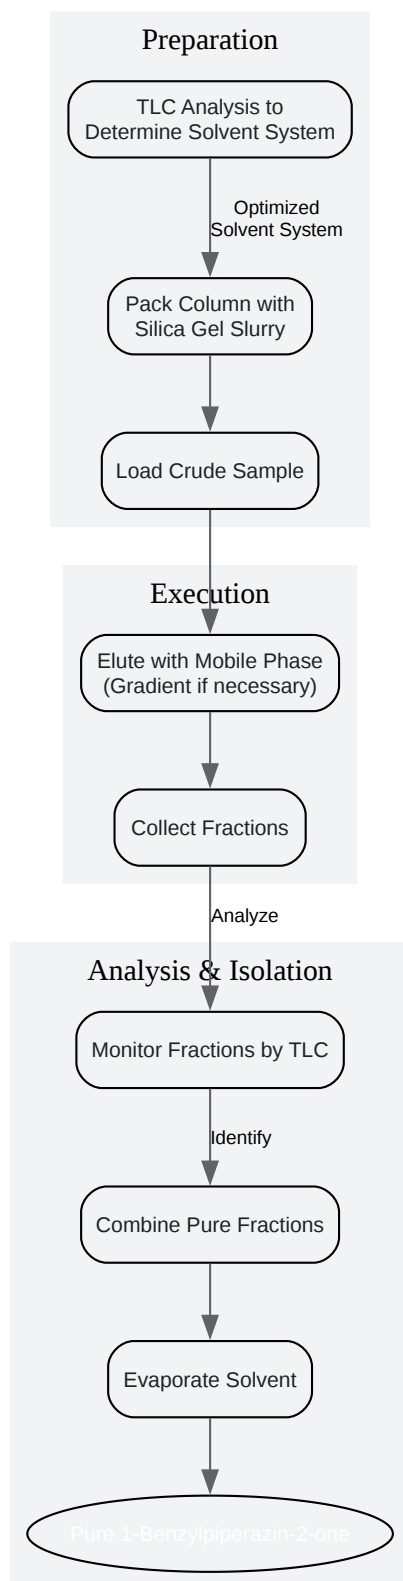 Preparation
TLC Analysis to
Determine Solvent System
Optimized
Solvent System
Pack Column with
Silica Gel Slurry
Load Crude Sample
Execution
Elute with Mobile Phase
(Gradient if necessary)
Collect Fractions
Analyze
Analysis & Isolation
Monitor Fractions by TLC
Identify
Combine Pure Fractions
Evaporate Solvent
Pure 1-Benzylpiperazin-2-one